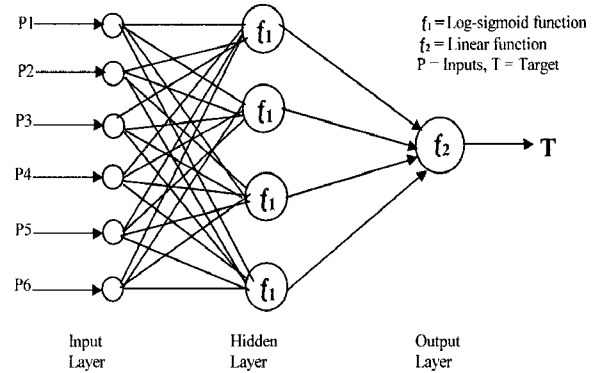 P1
P2
P3
P4
P5
P6
f1
f1
f1
f1
f2
T
f1 = Log-sigmoid function
f2 = Linear function
P = Inputs, T = Target
Input
Layer
Hidden
Layer
Output
Layer